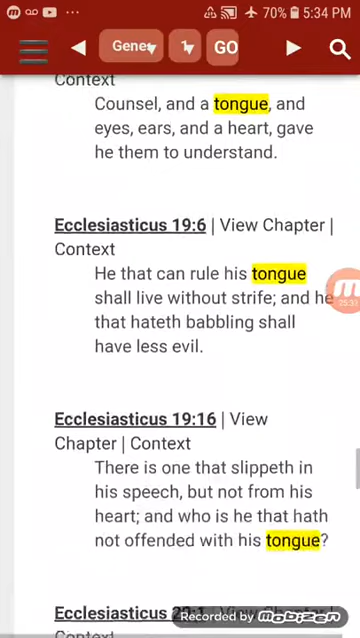 70% 5:34 PM
Gene 1 GO
Context
Counsel, and a tongue, and
eyes, ears, and a heart, gave
he them to understand.
Ecclesiasticus 19:6 | View Chapter |
Context
He that can rule his tongue
shall live without strife; and he
that hateth babbling shall
have less evil.
Ecclesiasticus 19:16 | View
Chapter | Context
There is one that slippeth in
his speech, but not from his
heart; and who is he that hath
not offended with his tongue?
Ecclesiasticus
Recorded by MOBIZEN